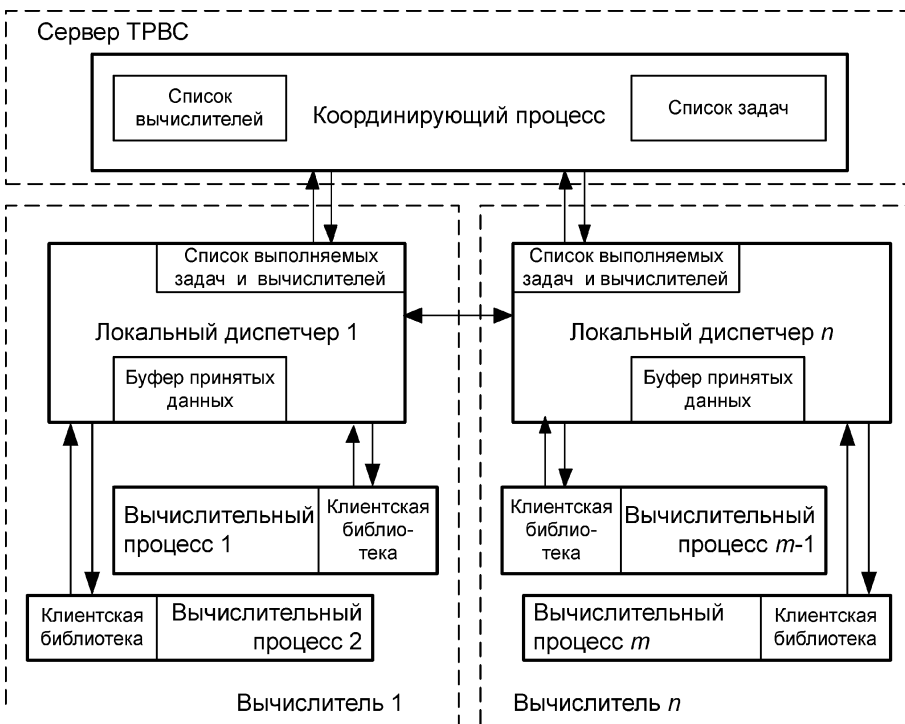 Сервер ТРВС
Список
вычислителей
Координирующий процесс
Список задач
Список выполняемых
задач и вычислителей
Локальный диспетчер 1
Буфер принятых
данных
Вычислительный
процесс 1
Клиентская
библио-
тека
Клиентская
библиотека
Вычислительный
процесс 2
Вычислитель 1
Список выполняемых
задач и вычислителей
Локальный диспетчер n
Буфер принятых
данных
Клиентская
библио-
тека
Вычислительный
процесс m-1
Вычислительный
процесс m
Клиентская
библиотека
Вычислитель n